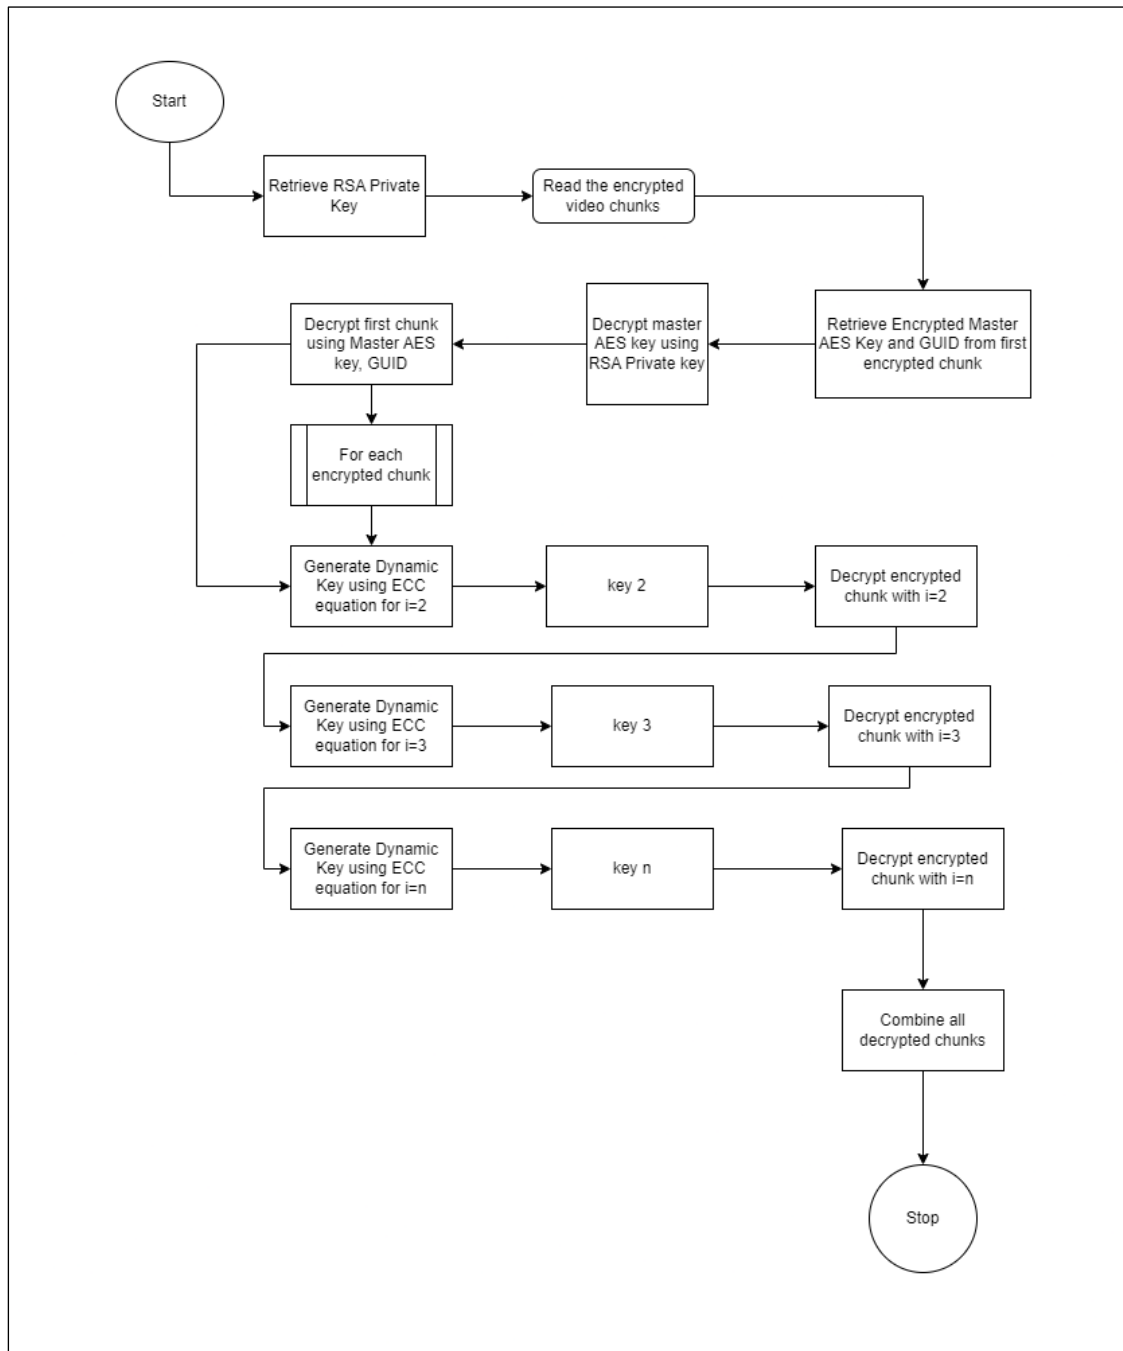 Start
Retrieve RSA Private
Key
Read the encrypted
video chunks
Retrieve Encrypted Master
AES Key and GUID from first
encrypted chunk
Decrypt master
AES key using
RSA Private key
Decrypt first chunk
using Master AES
key, GUID
For each
encrypted chunk
Generate Dynamic
Key using ECC
equation for i=2
key 2
Decrypt encrypted
chunk with i=2
Generate Dynamic
Key using ECC
equation for i=3
key 3
Decrypt encrypted
chunk with i=3
Generate Dynamic
Key using ECC
equation for i=n
key n
Decrypt encrypted
chunk with i=n
Combine all
decrypted chunks
Stop